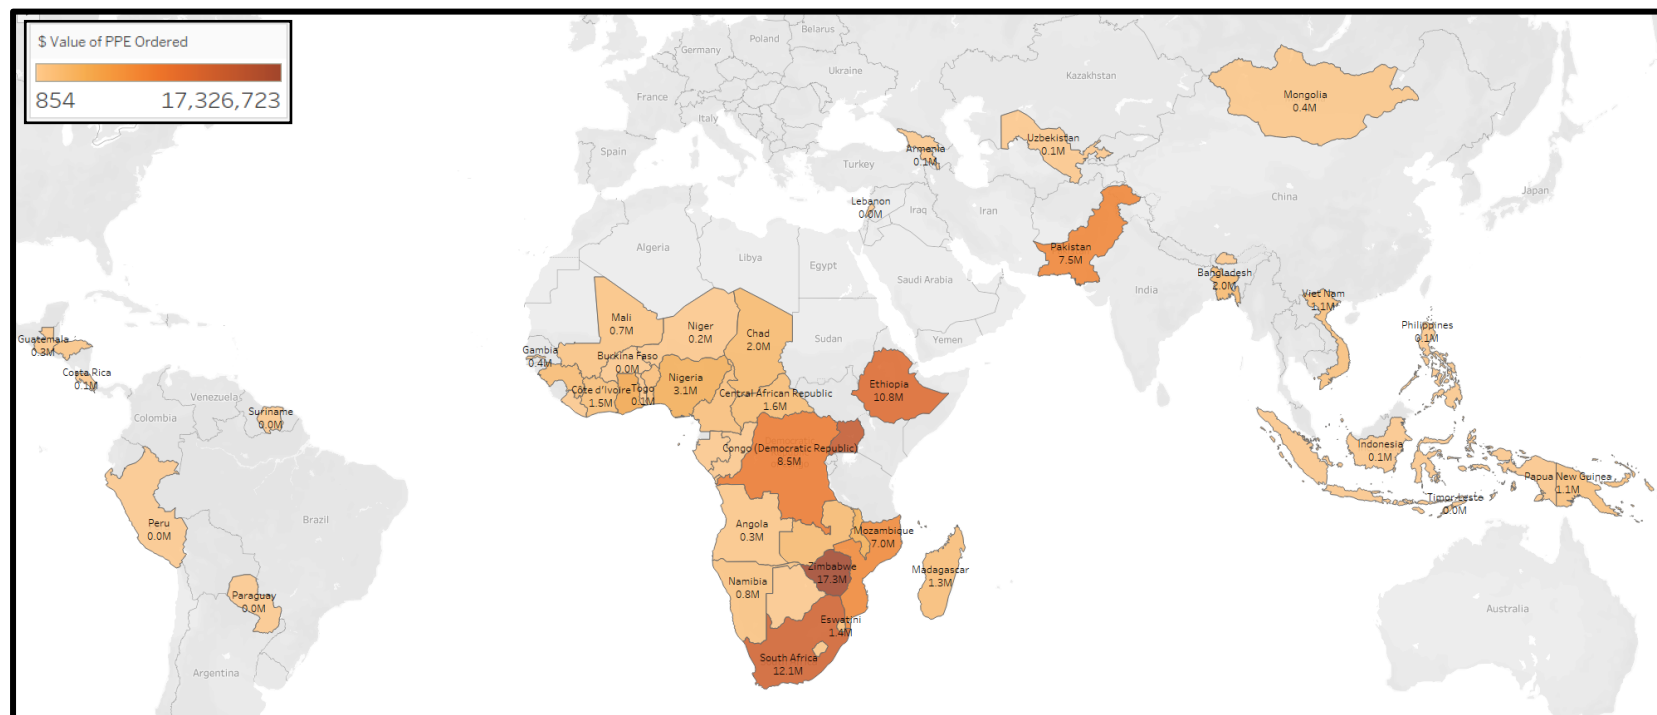 $ Value of PPE Ordered
854 17,326,723
Germany
Poland
Belarus
Ukraine
France
Kazakhstan
Italy
Spain
Turkey
Japan
China
Iraq
Iran
Mongolia
0.4M
Uzbekistan
0.1M
Armenia
0.1M
Lebanon
0.0M
Algeria
Libya
Egypt
Saudi Arabia
Pakistan
7.5M
Bangladesh
2.0M
India
Viet Nam
1.1M
Philippines
0.1M
Guatemala
0.3M
Costa Rica
0.1M
Mali
0.7M
Niger
0.2M
Chad
2.0M
Sudan
Yemen
Gambia
0.4M
Burkina Faso
0.0M
Côte d'Ivoire
1.5M
Togo
0.1M
Nigeria
3.1M
Ethiopia
10.8M
Central African Republic
1.6M
Venezuela
Colombia
Suriname
0.0M
Congo (Democratic Republic)
8.5M
Indonesia
0.1M
Papua New Guinea
1.1M
Timor-Leste
0.0M
Peru
0.0M
Brazil
Angola
0.3M
Mozambique
7.0M
Zimbabwe
17.3M
Madagascar
1.3M
Namibia
0.8M
Paraguay
0.0M
Eswatini
1.4M
Australia
South Africa
12.1M
Argentina